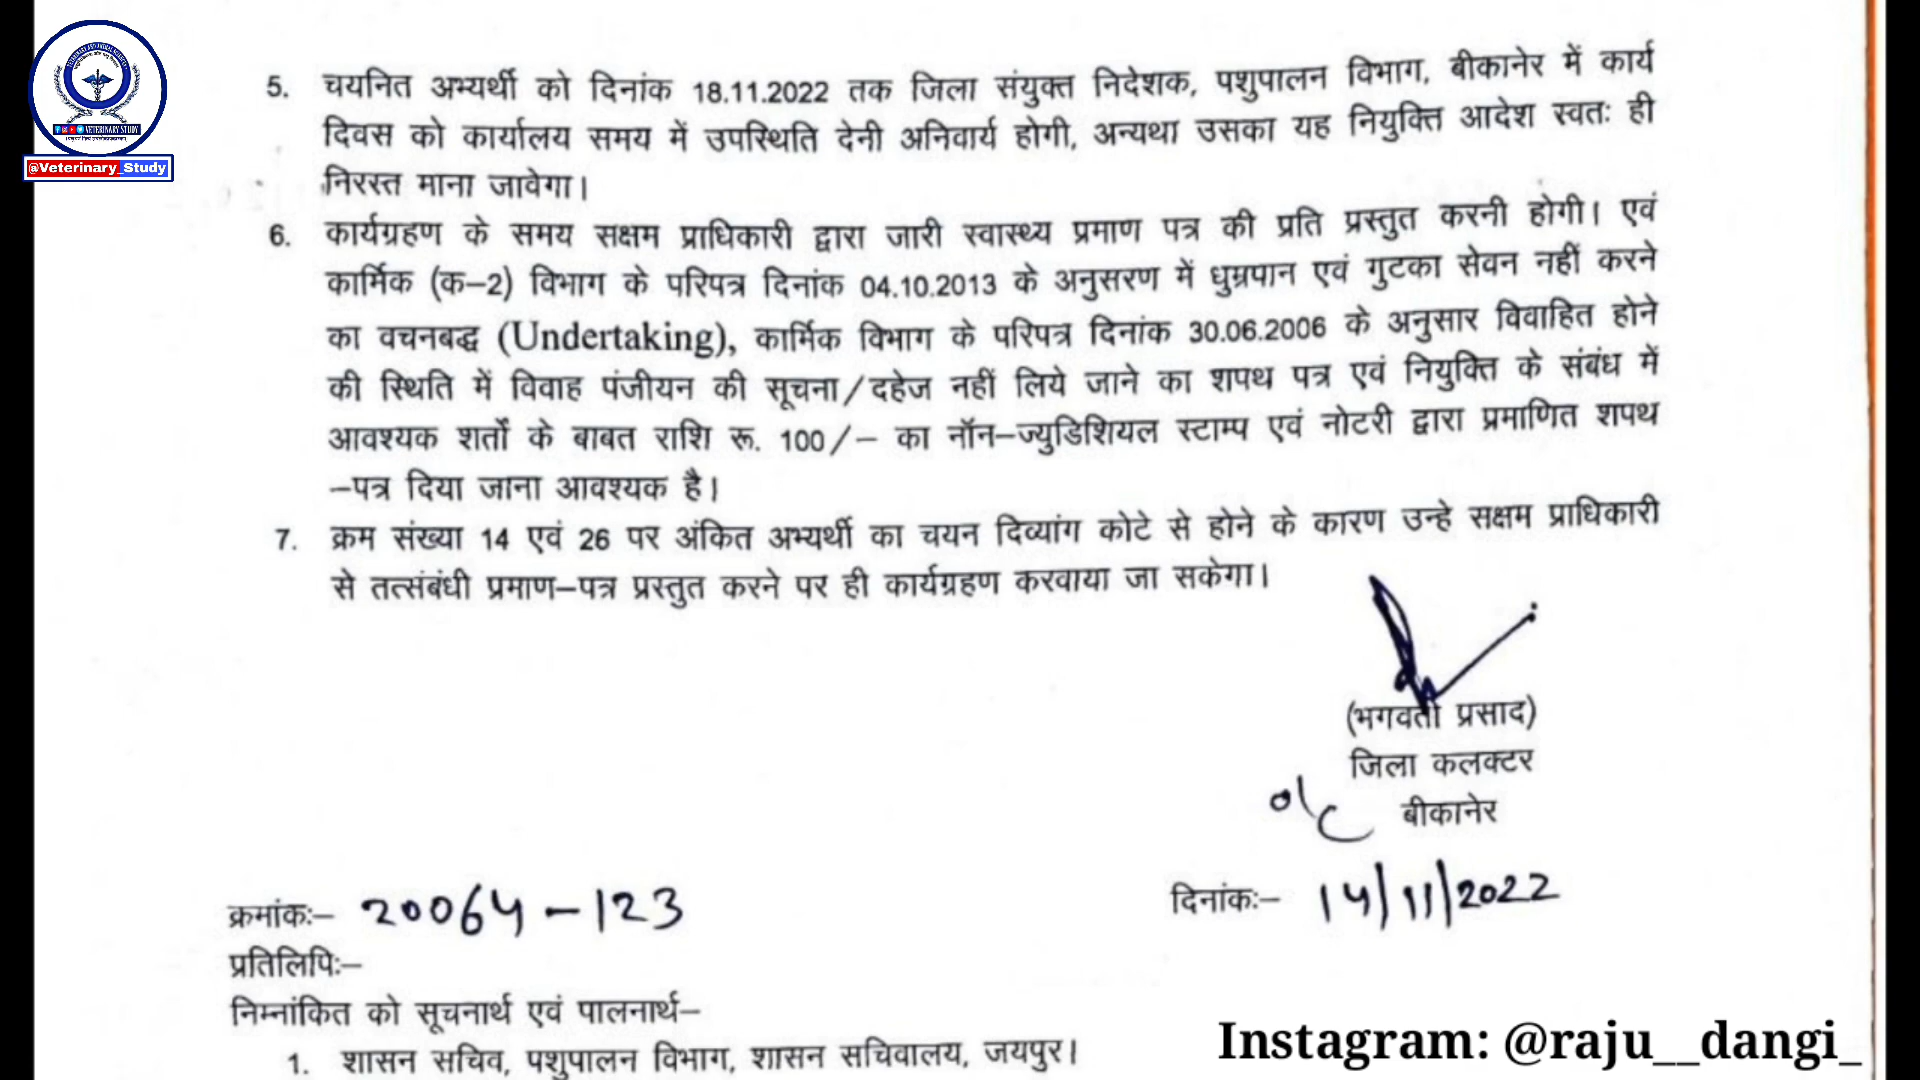 @Veterinary_Study
VETERINARY STUDY
5. चयनित अभ्यर्थी को दिनांक 18.11.2022 तक जिला संयुक्त निदेशक, पशुपालन विभाग, बीकानेर में कार्य
दिवस को कार्यालय समय में उपस्थिति देनी अनिवार्य होगी, अन्यथा उसका यह नियुक्ति आदेश स्वतः ही
निरस्त माना जावेगा।
6. कार्यग्रहण के समय सक्षम प्राधिकारी द्वारा जारी स्वास्थ्य प्रमाण पत्र की प्रति प्रस्तुत करनी होगी। एवं
कार्मिक (क–2) विभाग के परिपत्र दिनांक 04.10.2013 के अनुसरण में धुम्रपान एवं गुटका सेवन नहीं करने
का वचनबद्ध (Undertaking), कार्मिक विभाग के परिपत्र दिनांक 30.06.2006 के अनुसार विवाहित होने
की स्थिति में विवाह पंजीयन की सूचना/दहेज नहीं लिये जाने का शपथ पत्र एवं नियुक्ति के संबंध में
आवश्यक शर्तो के बाबत राशि रू. 100/– का नॉन–ज्युडिशियल स्टाम्प एवं नोटरी द्वारा प्रमाणित शपथ
–पत्र दिया जाना आवश्यक है।
7. क्रम संख्या 14 एवं 26 पर अंकित अभ्यर्थी का चयन दिव्यांग कोटे से होने के कारण उन्हे सक्षम प्राधिकारी
से तत्संबंधी प्रमाण–पत्र प्रस्तुत करने पर ही कार्यग्रहण करवाया जा सकेगा।
(भगवती प्रसाद)
जिला कलक्टर
o/c बीकानेर
क्रमांकः– 20064 – 123 दिनांकः– 14/11/2022
प्रतिलिपिः–
निम्नांकित को सूचनार्थ एवं पालनार्थ–
1. शासन सचिव, पशुपालन विभाग, शासन सचिवालय, जयपुर।
Instagram: @raju__dangi_